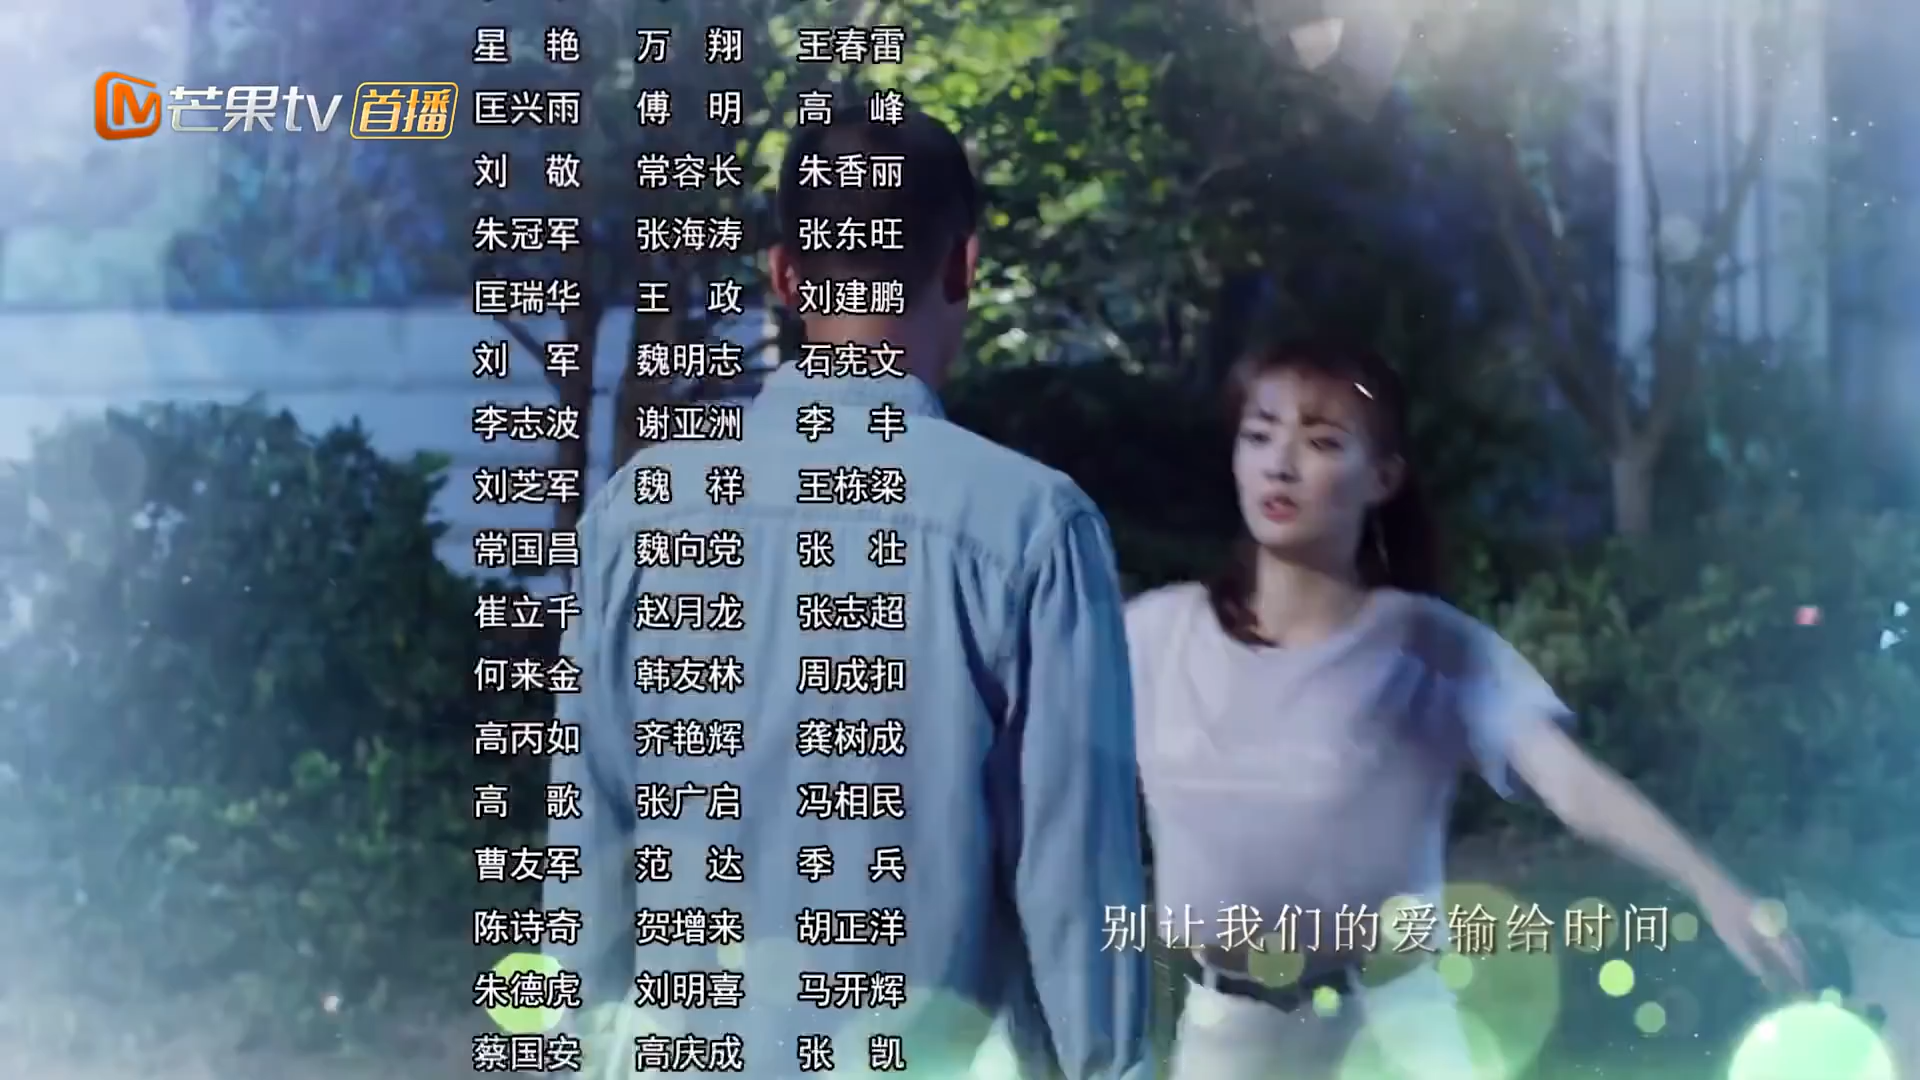 星 艳 万 翔 王春雷
芒果tv 首播
匡兴雨 傅 明 高 峰
刘 敬 常容长 朱香丽
朱冠军 张海涛 张东旺
匡瑞华 王 政 刘建鹏
刘 军 魏明志 石宪文
李志波 谢亚洲 李 丰
刘芝军 魏 祥 王栋梁
常国昌 魏向党 张 壮
崔立千 赵月龙 张志超
何来金 韩友林 周成扣
高丙如 齐艳辉 龚树成
高 歌 张广启 冯相民
曹友军 范 达 季 兵
陈诗奇 贺增来 胡正洋
朱德虎 刘明喜 马开辉
蔡国安 高庆成 张 凯
别让我们的爱输给时间